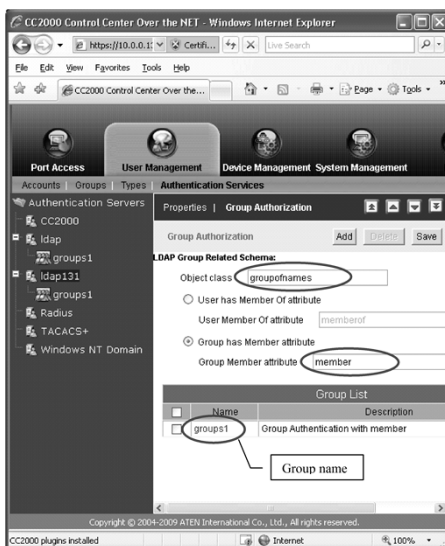 CC2000 Control Center Over the NET - Windows Internet Explorer
https://10.0.0.1
Certifi...
Live Search
File Edit View Favorites Tools Help
CC2000 Control Center Over the...
Page Tools
Port Access User Management Device Management System Management
Accounts Groups Types Authentication Services
Authentication Servers
CC2000
ldap
groups1
ldap131
groups1
Radius
TACACS+
Windows NT Domain
Properties | Group Authorization
Group Authorization Add Delete Save
LDAP Group Related Schema:
Object class groupofnames
User has Member Of attribute
User Member Of attribute memberof
Group has Member attribute
Group Member attribute member
Group List
Name Description
groups1 Group Authentication with member
Group name
Copyright © 2004-2009 ATEN International Co., Ltd., All rights reserved.
CC2000 plugins installed Internet 100%